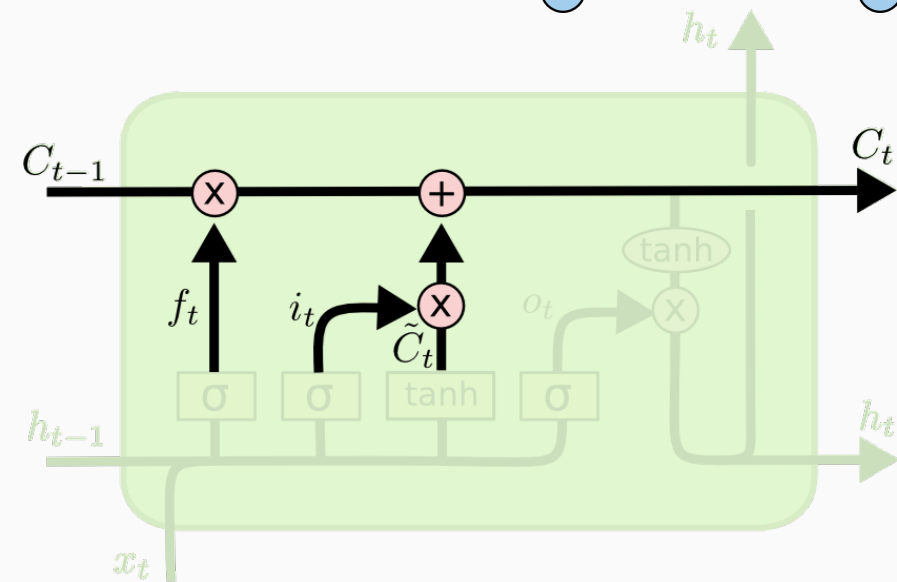 h_t
C_{t-1}
C_t
x
+
tanh
f_t
i_t
x
o_t
x
C̃_t
σ
σ
tanh
σ
h_{t-1}
h_t
x_t